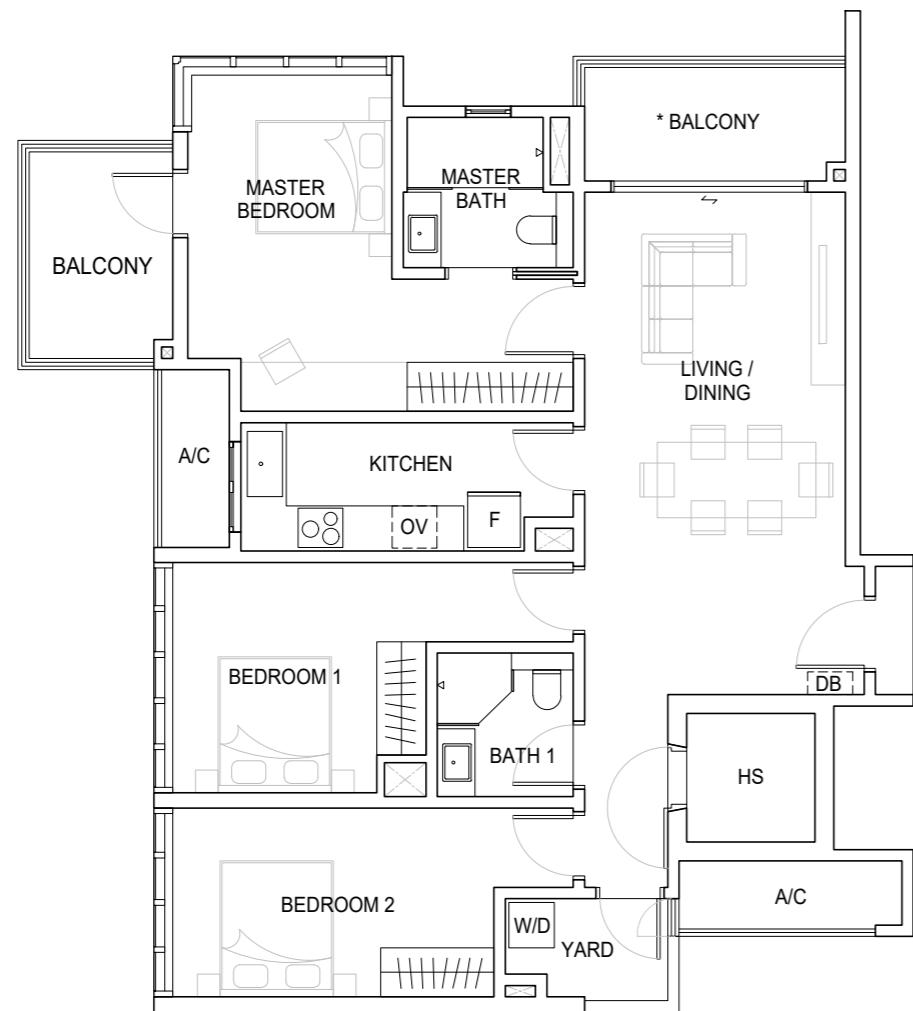 * BALCONY
MASTER
BATH
MASTER
BEDROOM
BALCONY
LIVING /
DINING
A/C
KITCHEN
OV
F
BEDROOM 1
DB
BATH 1
HS
A/C
BEDROOM 2
W/D
YARD